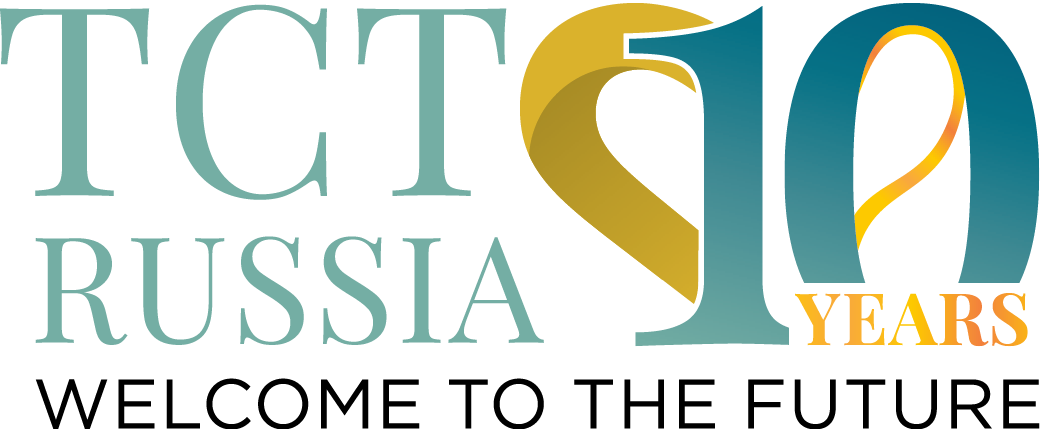 TCT
RUSSIA
10
YEARS
WELCOME TO THE FUTURE